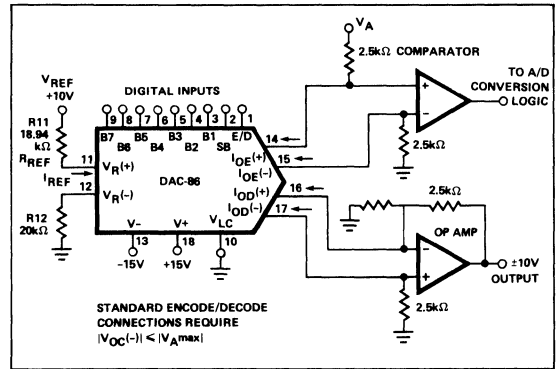 V_A
2.5kΩ COMPARATOR
TO A/D
CONVERSION
LOGIC
2.5kΩ
V_REF
+10V
DIGITAL INPUTS
9 8 7 6 5 4 3 2 1
B7 B5 B3 B1 E/D
B6 B4 B2 SB
R11
18.94
kΩ
R_REF
I_REF
11
V_R(+)
12
V_R(-)
DAC-86
14
I_OE(+)
15
I_OE(-)
16
I_OD(+)
17
I_OD(-)
R12
20kΩ
V- V+ V_LC
13 18 10
-15V +15V
2.5kΩ
OP AMP
±10V
OUTPUT
2.5kΩ
+
-
-
+
STANDARD ENCODE/DECODE
CONNECTIONS REQUIRE
|V_OC(-)| ≤ |V_A max|